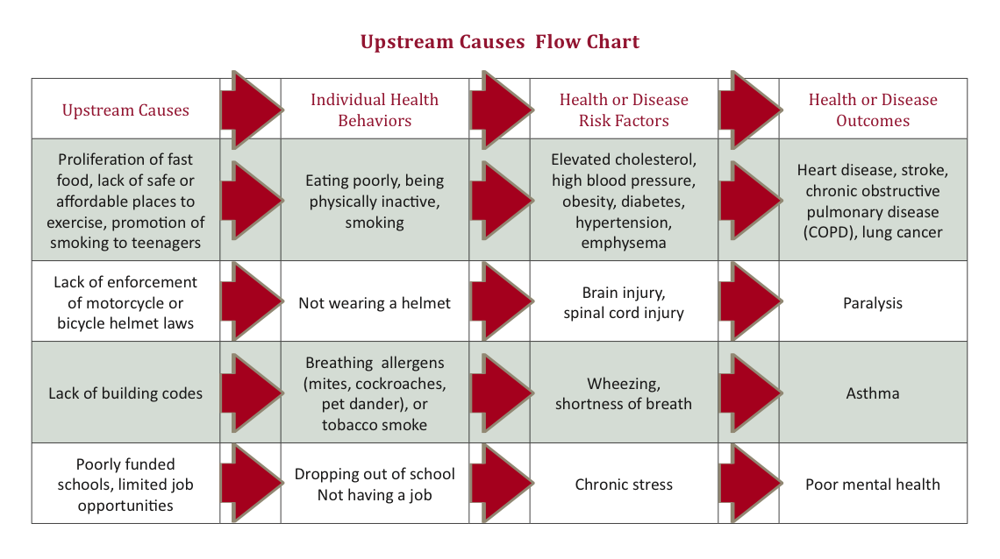 Upstream Causes  Flow Chart
Upstream Causes
Individual Health
Behaviors
Health or Disease
Risk Factors
Health or Disease
Outcomes
Proliferation of fast
food, lack of safe or
affordable places to
exercise, promotion of
smoking to teenagers
Eating poorly, being
physically inactive,
smoking
Elevated cholesterol,
high blood pressure,
obesity, diabetes,
hypertension,
emphysema
Heart disease, stroke,
chronic obstructive
pulmonary disease
(COPD), lung cancer
Lack of enforcement
of motorcycle or
bicycle helmet laws
Not wearing a helmet
Brain injury,
spinal cord injury
Paralysis
Lack of building codes
Breathing  allergens
(mites, cockroaches,
pet dander), or
tobacco smoke
Wheezing,
shortness of breath
Asthma
Poorly funded
schools, limited job
opportunities
Dropping out of school
Not having a job
Chronic stress
Poor mental health